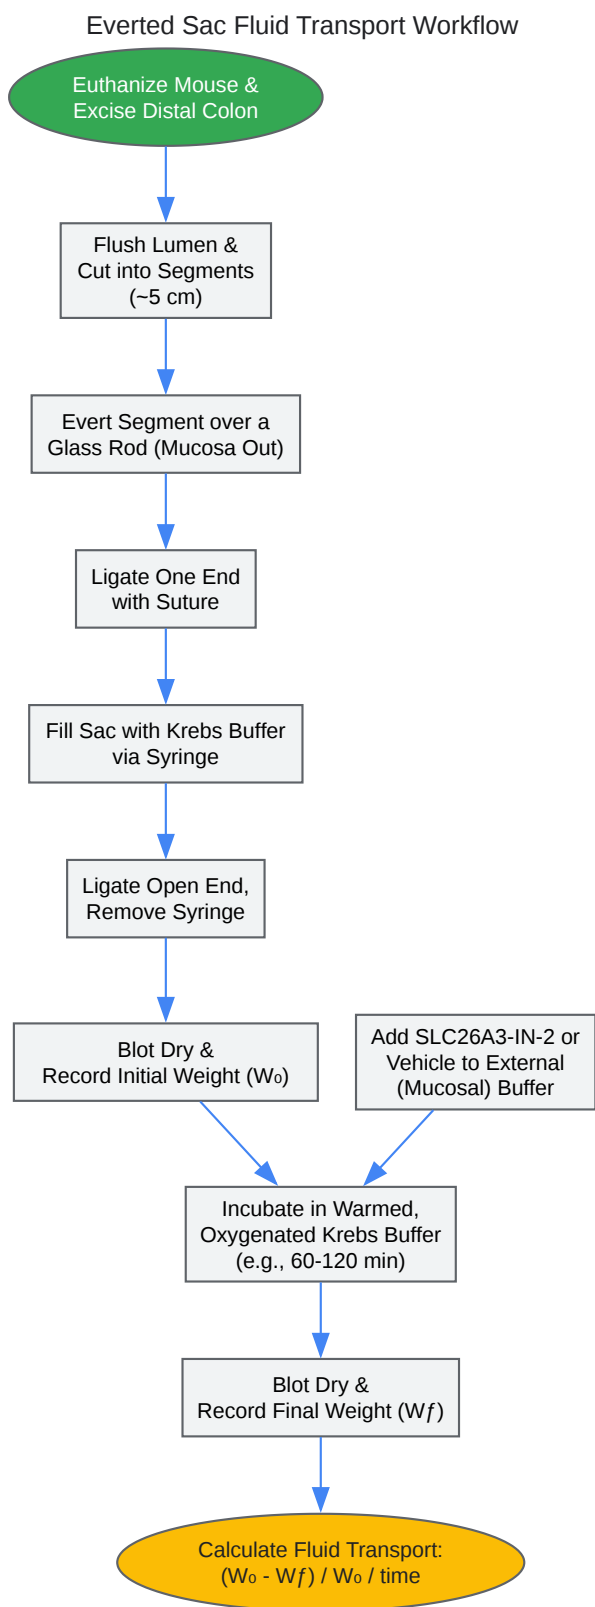 Everted Sac Fluid Transport Workflow
Euthanize Mouse &
Excise Distal Colon
Flush Lumen &
Cut into Segments
(~5 cm)
Evert Segment over a
Glass Rod (Mucosa Out)
Ligate One End
with Suture
Fill Sac with Krebs Buffer
via Syringe
Ligate Open End,
Remove Syringe
Blot Dry &
Record Initial Weight (W₀)
Add SLC26A3-IN-2 or
Vehicle to External
(Mucosal) Buffer
Incubate in Warmed,
Oxygenated Krebs Buffer
(e.g., 60-120 min)
Blot Dry &
Record Final Weight (Wƒ)
Calculate Fluid Transport:
(W₀ - Wƒ) / W₀ / time